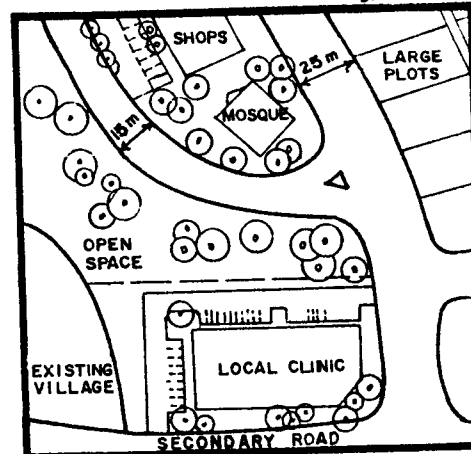 SHOPS
25 m
LARGE
PLOTS
MOSQUE
15 m
OPEN
SPACE
EXISTING
VILLAGE
LOCAL CLINIC
SECONDARY ROAD